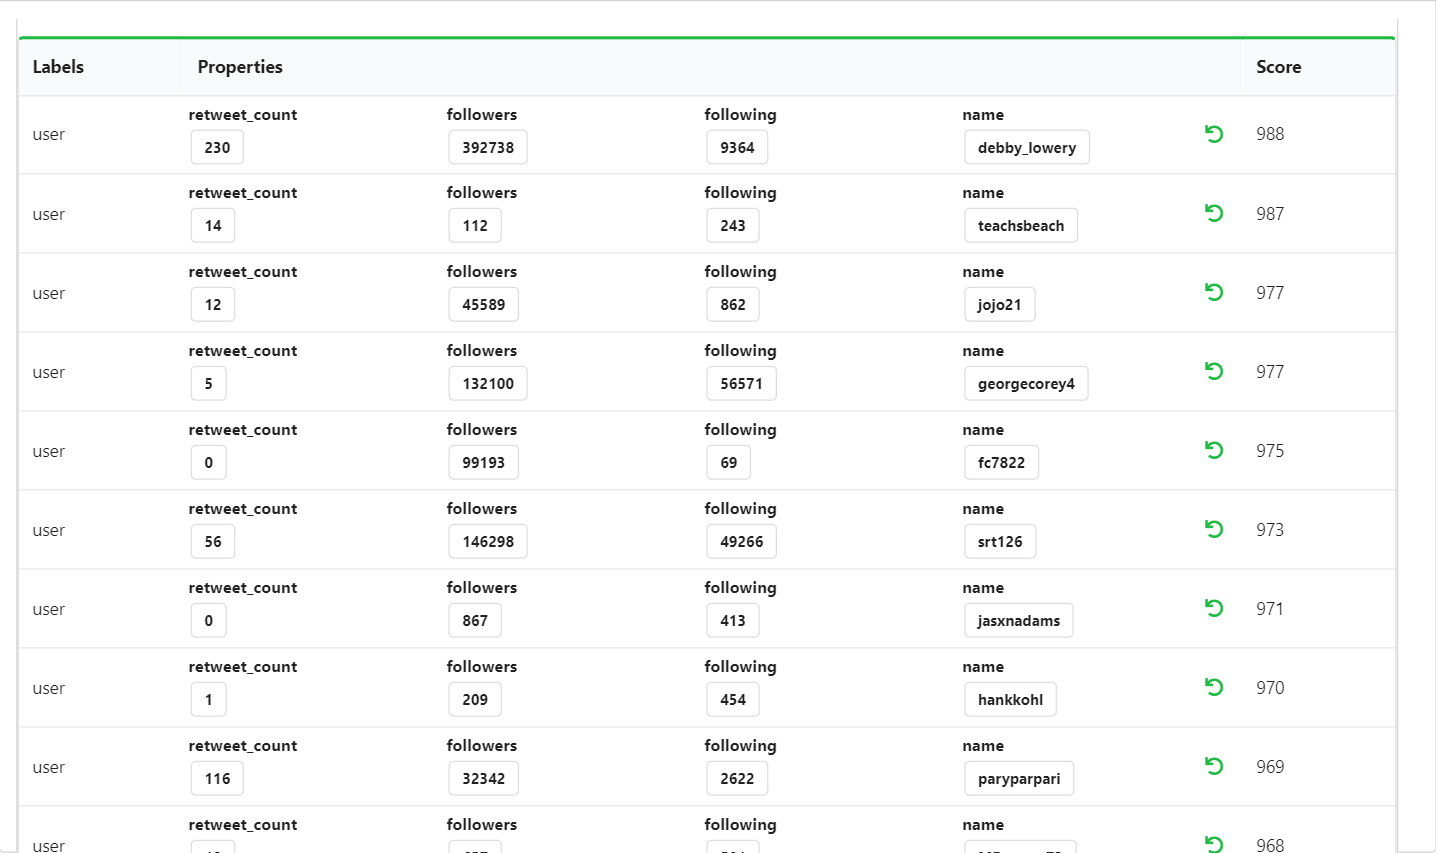 Labels Properties Score
retweet_count followers following name
user 230 392738 9364 debby_lowery 988
retweet_count followers following name
user 14 112 243 teachsbeach 987
retweet_count followers following name
user 12 45589 862 jojo21 977
retweet_count followers following name
user 5 132100 56571 georgecorey4 977
retweet_count followers following name
user 0 99193 69 fc7822 975
retweet_count followers following name
user 56 146298 49266 srt126 973
retweet_count followers following name
user 0 867 413 jasxnadams 971
retweet_count followers following name
user 1 209 454 hankkohl 970
retweet_count followers following name
user 116 32342 2622 paryparpari 969
retweet_count followers following name
user 968